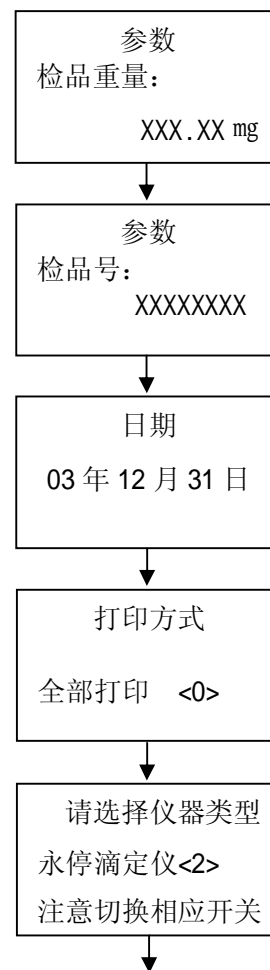 参数
检品重量：
XXX.XX mg
参数
检品号：
XXXXXXXX
日期
03 年 12 月 31 日
打印方式
全部打印 <0>
请选择仪器类型
永停滴定仪<2>
注意切换相应开关